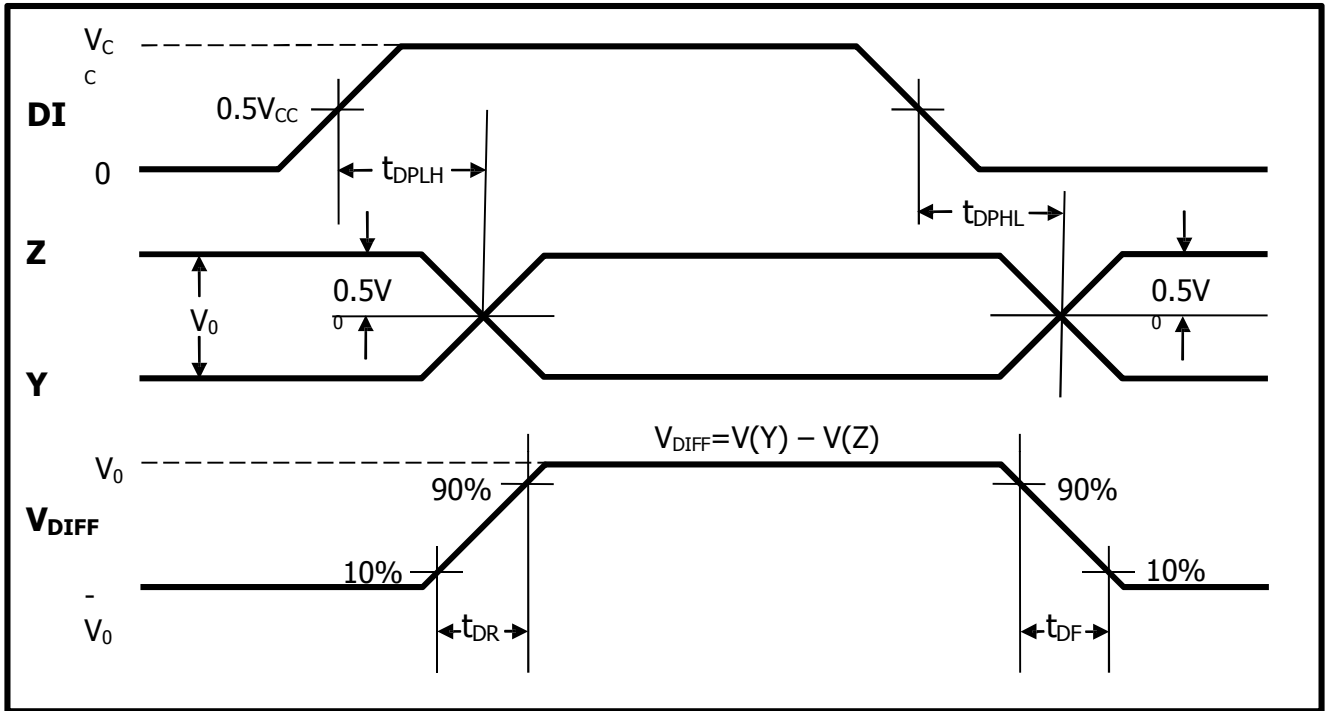 V_C
C
DI
0.5V_CC
0
t_DPLH
t_DPHL
Z
0.5V
0
0.5V
0
V_0
Y
V_DIFF=V(Y) – V(Z)
V_0
90%
90%
V_DIFF
10%
10%
-
V_0
t_DR
t_DF